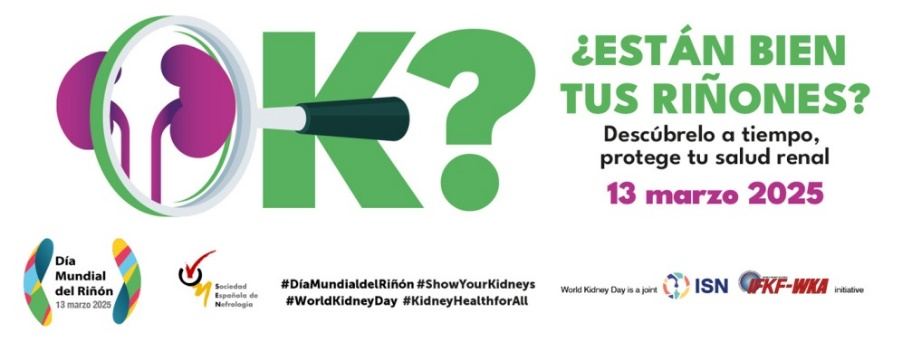 OK?
¿ESTÁN BIEN
TUS RIÑONES?
Descúbrelo a tiempo,
protege tu salud renal
13 marzo 2025
Día
Mundial
del Riñón
13 marzo 2025
Sociedad
Española de
Nefrología
#DíaMundialdelRiñón #ShowYourKidneys
#WorldKidneyDay #KidneyHealthforAll
World Kidney Day is a joint ISN IFKF-WKA initiative